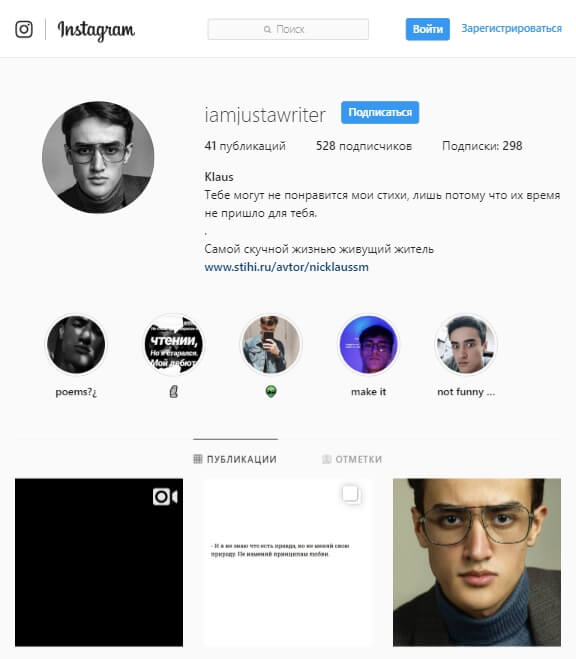 Instagram
Поиск
Войти
Зарегистрироваться
iamjustawriter
Подписаться
41 публикаций
528 подписчиков
Подписки: 298
Klaus
Тебе могут не понравится мои стихи, лишь потому что их время
не пришло для тебя.
.
Самой скучной жизнью живущий житель
www.stihi.ru/avtor/nicklaussm
чтении,
Но я старался.
Мой дебют
poems?¿
make it
not funny ...
ПУБЛИКАЦИИ
ОТМЕТКИ
- И я не знаю что есть правда, но не меняй свою
природу. Не изменяй принципам любви.